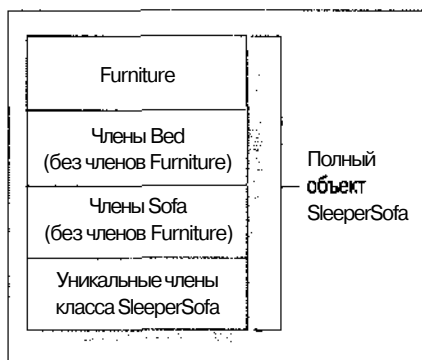 Furniture
Члены Bed
(без членов Furniture)
Члены Sofa
(без членов Furniture)
Уникальные члены
класса SleeperSofa
Полный
объект
SleeperSofa